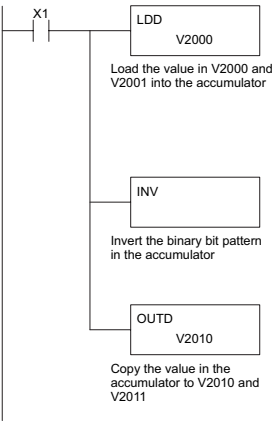 X1
LDD
V2000
Load the value in V2000 and
V2001 into the accumulator
INV
Invert the binary bit pattern
in the accumulator
OUTD
V2010
Copy the value in the
accumulator to V2010 and
V2011